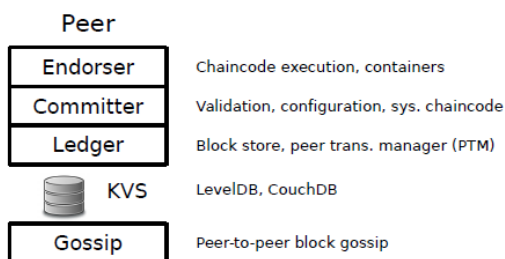 Peer
Endorser Chaincode execution, containers
Committer Validation, configuration, sys. chaincode
Ledger Block store, peer trans. manager (PTM)
KVS LevelDB, CouchDB
Gossip Peer-to-peer block gossip